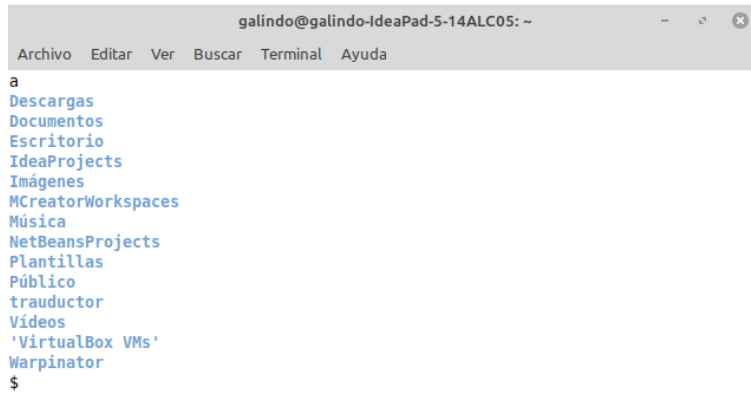 galindo@galindo-IdeaPad-5-14ALC05: ~
Archivo Editar Ver Buscar Terminal Ayuda
a
Descargas
Documentos
Escritorio
IdeaProjects
Imágenes
MCreatorWorkspaces
Música
NetBeansProjects
Plantillas
Público
trauductor
Vídeos
'VirtualBox VMs'
Warpinator
$